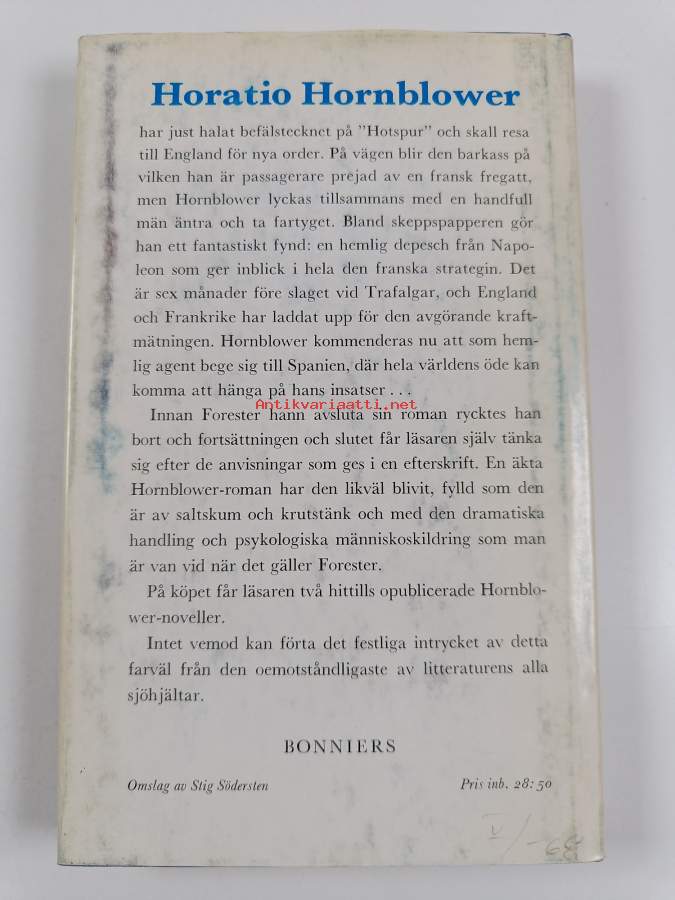 Horatio Hornblower
har just halat befälstecknet på "Hotspur" och skall resa
till England för nya order. På vägen blir den barkass på
vilken han är passagerare prejad av en fransk fregatt,
men Hornblower lyckas tillsammans med en handfull
män äntra och ta fartyget. Bland skeppspapperen gör
han ett fantastiskt fynd: en hemlig depesch från Napo-
leon som ger inblick i hela den franska strategin. Det
är sex månader före slaget vid Trafalgar, och England
och Frankrike har laddat upp för den avgörande kraft-
mätningen. Hornblower kommenderas nu att som hem-
lig agent bege sig till Spanien, där hela världens öde kan
komma att hänga på hans insatser . . .
Antikvariaatti.net
Innan Forester hann avsluta sin roman rycktes han
bort och fortsättningen och slutet får läsaren själv tänka
sig efter de anvisningar som ges i en efterskrift. En äkta
Hornblower-roman har den likväl blivit, fylld som den
är av saltskum och krutstänk och med den dramatiska
handling och psykologiska människoskildring som man
är van vid när det gäller Forester.
På köpet får läsaren två hittills opublicerade Hornblo-
wer-noveller.
Intet vemod kan förta det festliga intrycket av detta
farväl från den oemotståndligaste av litteraturens alla
sjöhjältar.
BONNIERS
Omslag av Stig Södersten
Pris inb. 28: 50